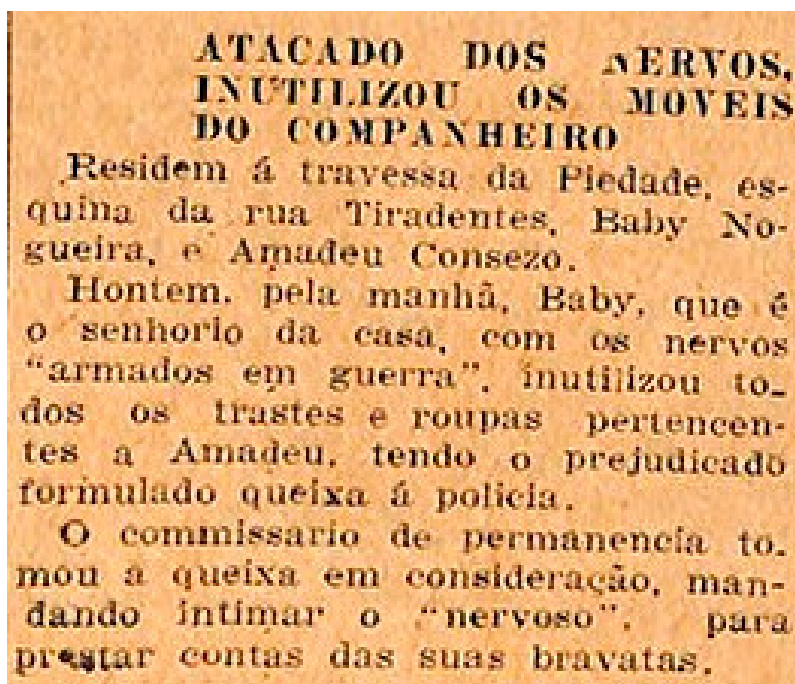 ATACADO DOS NERVOS,
INUTILIZOU OS MOVEIS
DO COMPANHEIRO
Residem á travessa da Piedade, es-
quina da rua Tiradentes, Baby No-
gueira, e Amadeu Consezo.
Hontem, pela manhã, Baby, que é
o senhorio da casa, com os nervos
"armados em guerra", inutilizou to-
dos os trastes e roupas pertencen-
tes a Amadeu, tendo o prejudicado
formulado queixa á policia.
O commissario de permanencia to-
mou a queixa em consideração, man-
dando intimar o "nervoso", para
prestar contas das suas bravatas.